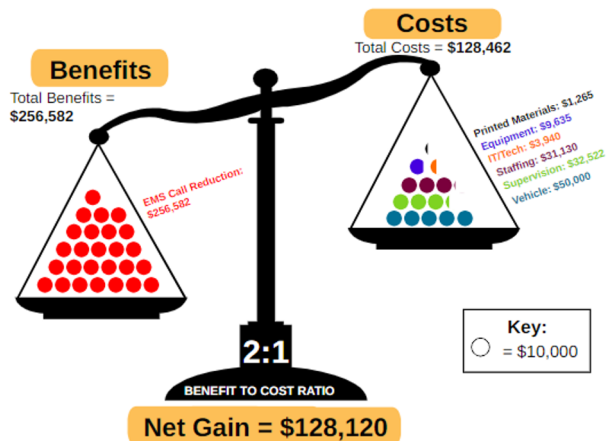 Costs
Total Costs = $128,462
Benefits
Total Benefits =
$256,582
EMS Call Reduction:
$256,582
Printed Materials: $1,265
Equipment: $9,635
IT/Tech: $3,940
Staffing: $31,130
Supervision: $32,522
Vehicle: $50,000
Key:
= $10,000
2:1
BENEFIT TO COST RATIO
Net Gain = $128,120